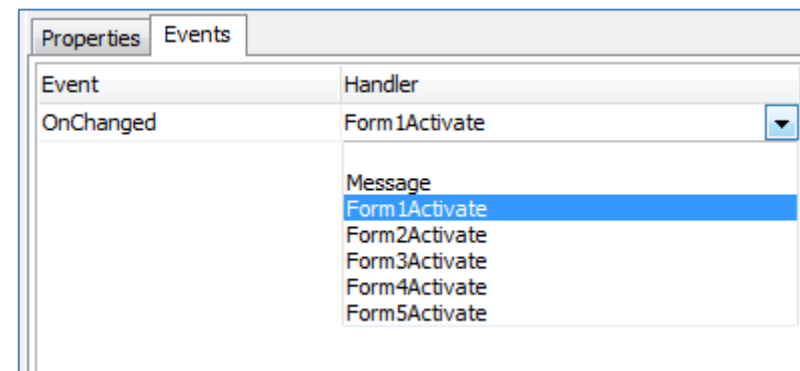 Properties Events
Event Handler
OnChanged Form1Activate
Message
Form1Activate
Form2Activate
Form3Activate
Form4Activate
Form5Activate